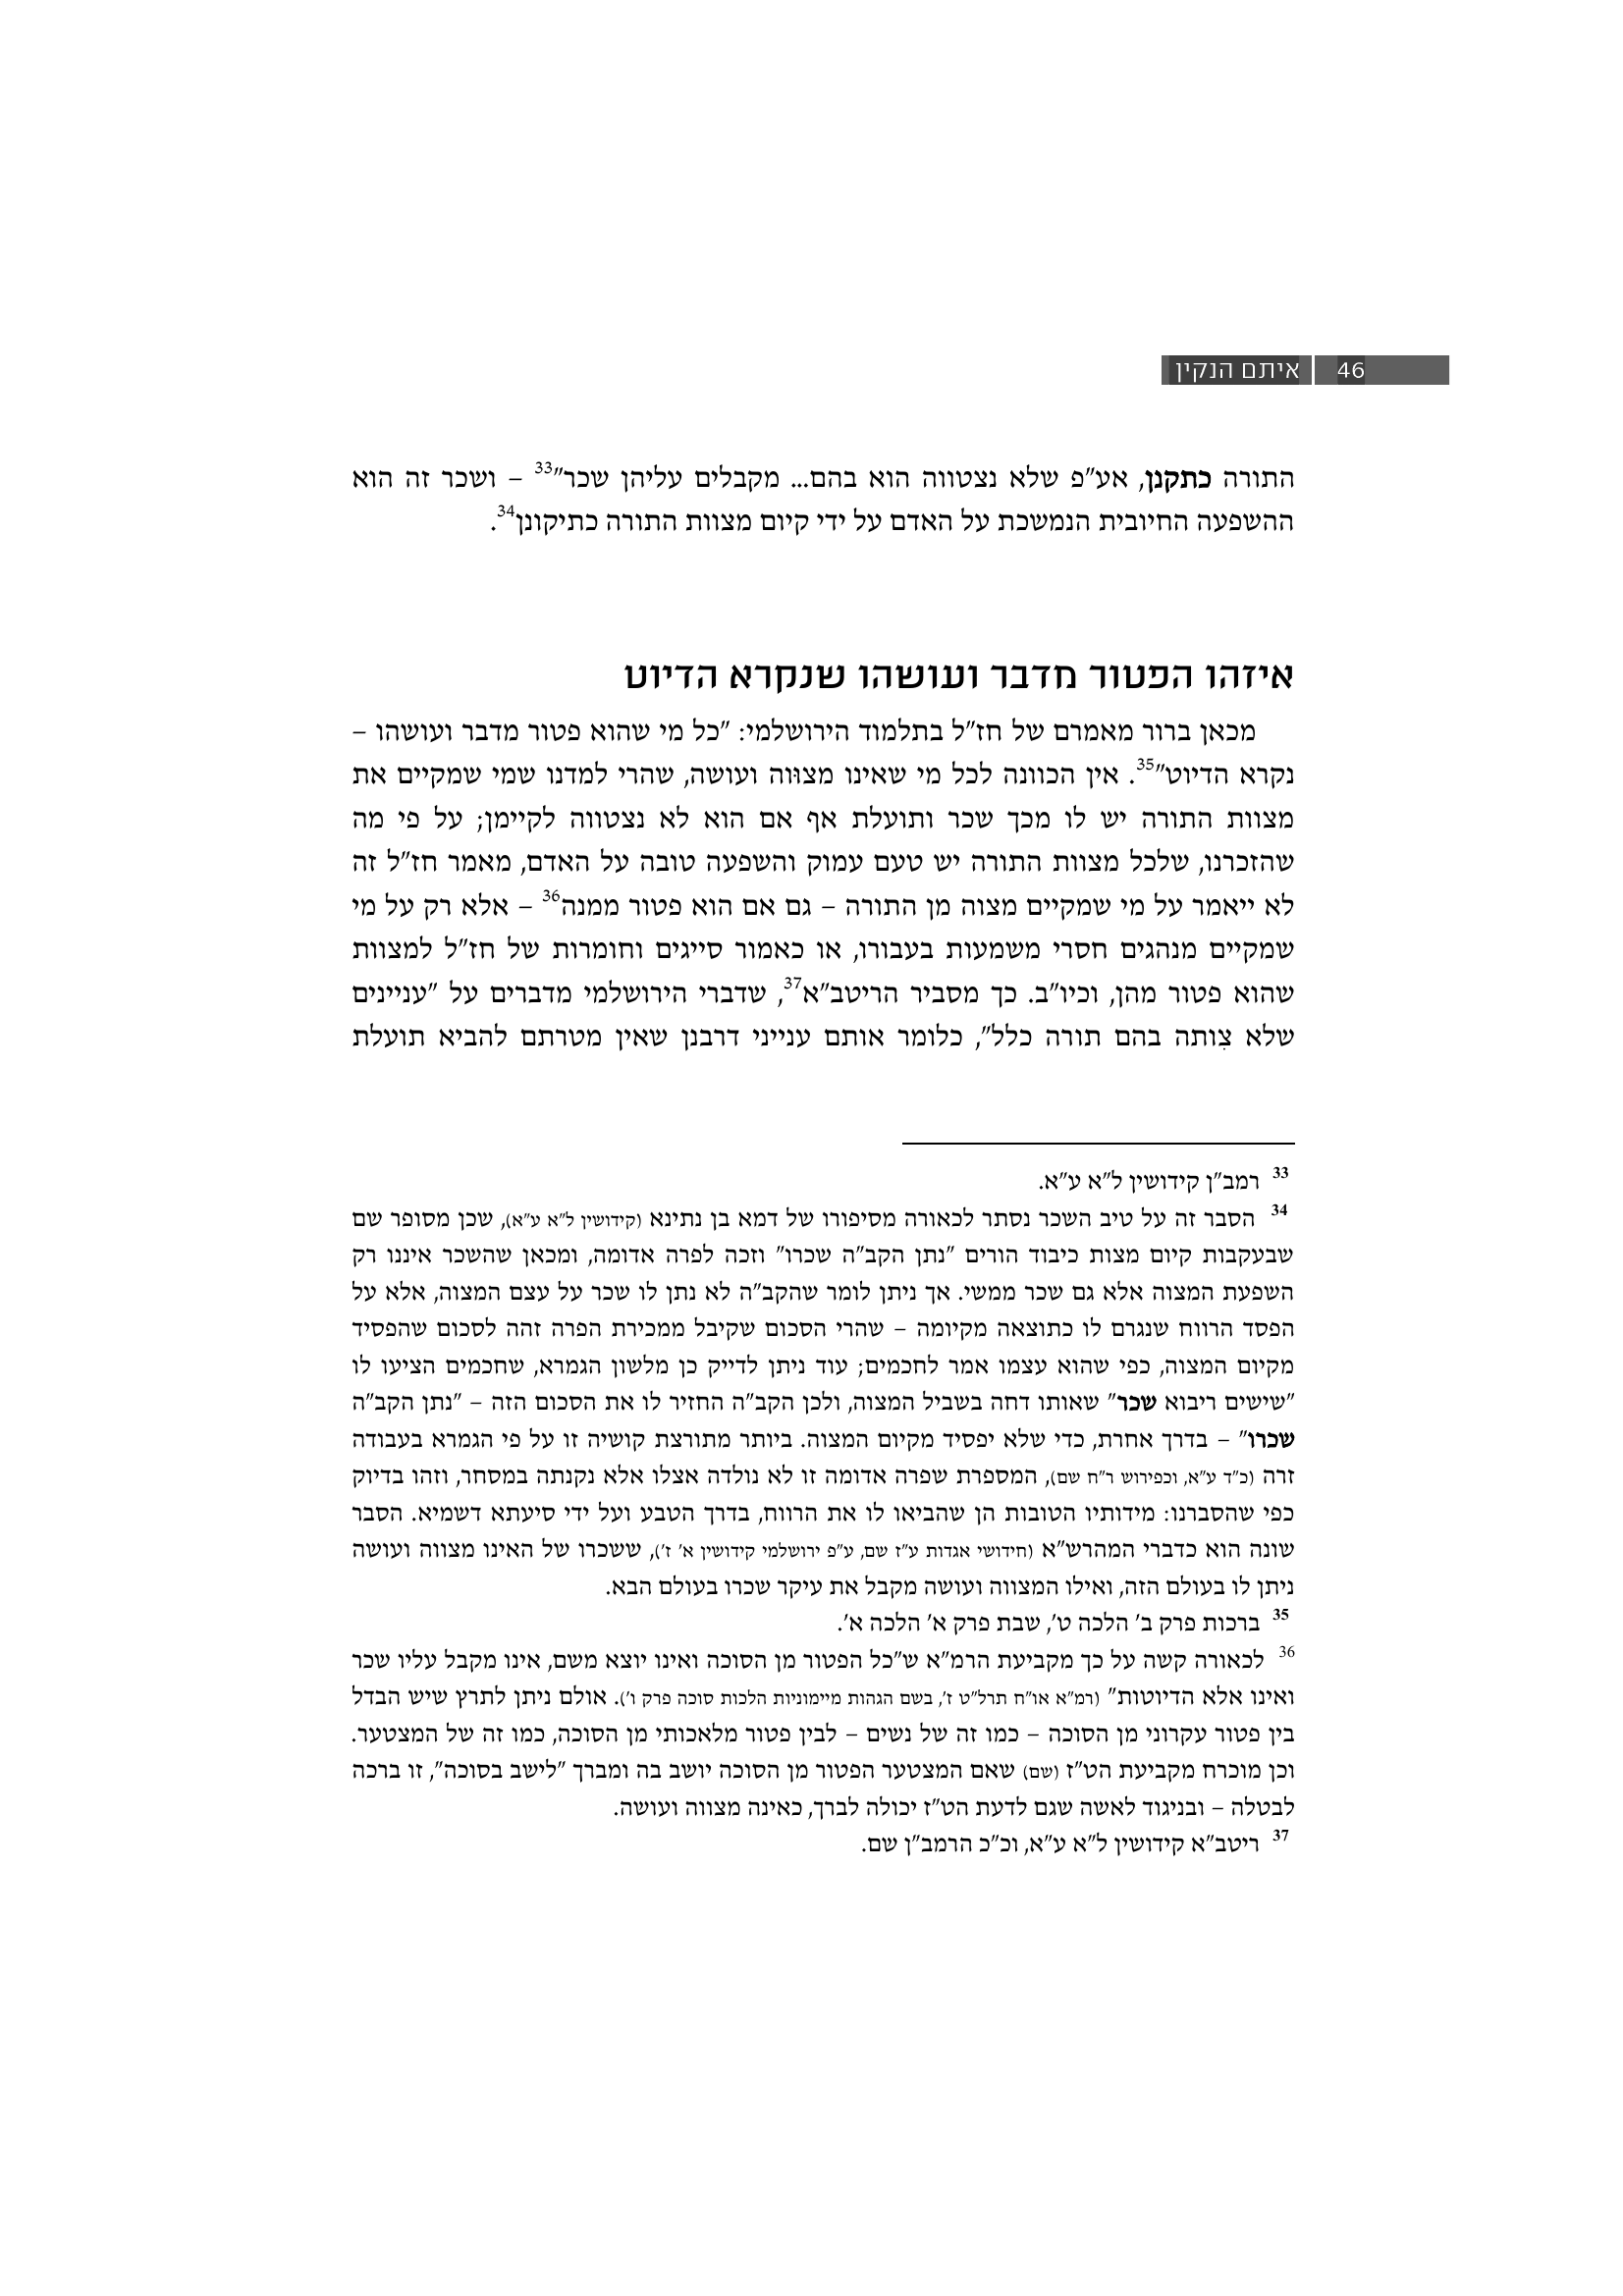 46 איתם הנקין
התורה כתקנן, אע"פ שלא נצטווה הוא בהם... מקבלים עליהן שכר"33 – ושכר זה הוא
ההשפעה החיובית הנמשכת על האדם על ידי קיום מצוות התורה כתיקונן34.
איזהו הפטור מדבר ועושהו שנקרא הדיוט
מכאן ברור מאמרם של חז"ל בתלמוד הירושלמי: "כל מי שהוא פטור מדבר ועושהו –
נקרא הדיוט"35. אין הכוונה לכל מי שאינו מצוּוה ועושה, שהרי למדנו שמי שמקיים את
מצוות התורה יש לו מכך שכר ותועלת אף אם הוא לא נצטווה לקיימן; על פי מה
שהזכרנו, שלכל מצוות התורה יש טעם עמוק והשפעה טובה על האדם, מאמר חז"ל זה
לא ייאמר על מי שמקיים מצוה מן התורה – גם אם הוא פטור ממנה36 – אלא רק על מי
שמקיים מנהגים חסרי משמעות בעבורו, או כאמור סייגים וחומרות של חז"ל למצוות
שהוא פטור מהן, וכיו"ב. כך מסביר הריטב"א37, שדברי הירושלמי מדברים על "עניינים
שלא צִותה בהם תורה כלל", כלומר אותם ענייני דרבנן שאין מטרתם להביא תועלת
33 רמב"ן קידושין ל"א ע"א.
34 הסבר זה על טיב השכר נסתר לכאורה מסיפורו של דמא בן נתינא (קידושין ל"א ע"א), שכן מסופר שם
שבעקבות קיום מצות כיבוד הורים "נתן הקב"ה שכרו" וזכה לפרה אדומה, ומכאן שהשכר איננו רק
השפעת המצוה אלא גם שכר ממשי. אך ניתן לומר שהקב"ה לא נתן לו שכר על עצם המצוה, אלא על
הפסד הרווח שנגרם לו כתוצאה מקיומה – שהרי הסכום שקיבל ממכירת הפרה זהה לסכום שהפסיד
מקיום המצוה, כפי שהוא עצמו אמר לחכמים; עוד ניתן לדייק כן מלשון הגמרא, שחכמים הציעו לו
"שישים ריבוא שכר" שאותו דחה בשביל המצוה, ולכן הקב"ה החזיר לו את הסכום הזה – "נתן הקב"ה
שכרו" – בדרך אחרת, כדי שלא יפסיד מקיום המצוה. ביותר מתורצת קושיה זו על פי הגמרא בעבודה
זרה (כ"ד ע"א, וכפירוש ר"ח שם), המספרת שפרה אדומה זו לא נולדה אצלו אלא נקנתה במסחר, וזהו בדיוק
כפי שהסברנו: מידותיו הטובות הן שהביאו לו את הרווח, בדרך הטבע ועל ידי סיעתא דשמיא. הסבר
שונה הוא כדברי המהרש"א (חידושי אגדות ע"ז שם, ע"פ ירושלמי קידושין א' ז'), ששכרו של האינו מצווה ועושה
ניתן לו בעולם הזה, ואילו המצווה ועושה מקבל את עיקר שכרו בעולם הבא.
35 ברכות פרק ב' הלכה ט', שבת פרק א' הלכה א'.
36 לכאורה קשה על כך מקביעת הרמ"א ש"כל הפטור מן הסוכה ואינו יוצא משם, אינו מקבל עליו שכר
ואינו אלא הדיוטות" (רמ"א או"ח תרל"ט ז', בשם הגהות מיימוניות הלכות סוכה פרק ו'). אולם ניתן לתרץ שיש הבדל
בין פטור עקרוני מן הסוכה – כמו זה של נשים – לבין פטור מלאכותי מן הסוכה, כמו זה של המצטער.
וכן מוכרח מקביעת הט"ז (שם) שאם המצטער הפטור מן הסוכה יושב בה ומברך "לישב בסוכה", זו ברכה
לבטלה – ובניגוד לאשה שגם לדעת הט"ז יכולה לברך, כאינה מצווה ועושה.
37 ריטב"א קידושין ל"א ע"א, וכ"כ הרמב"ן שם.